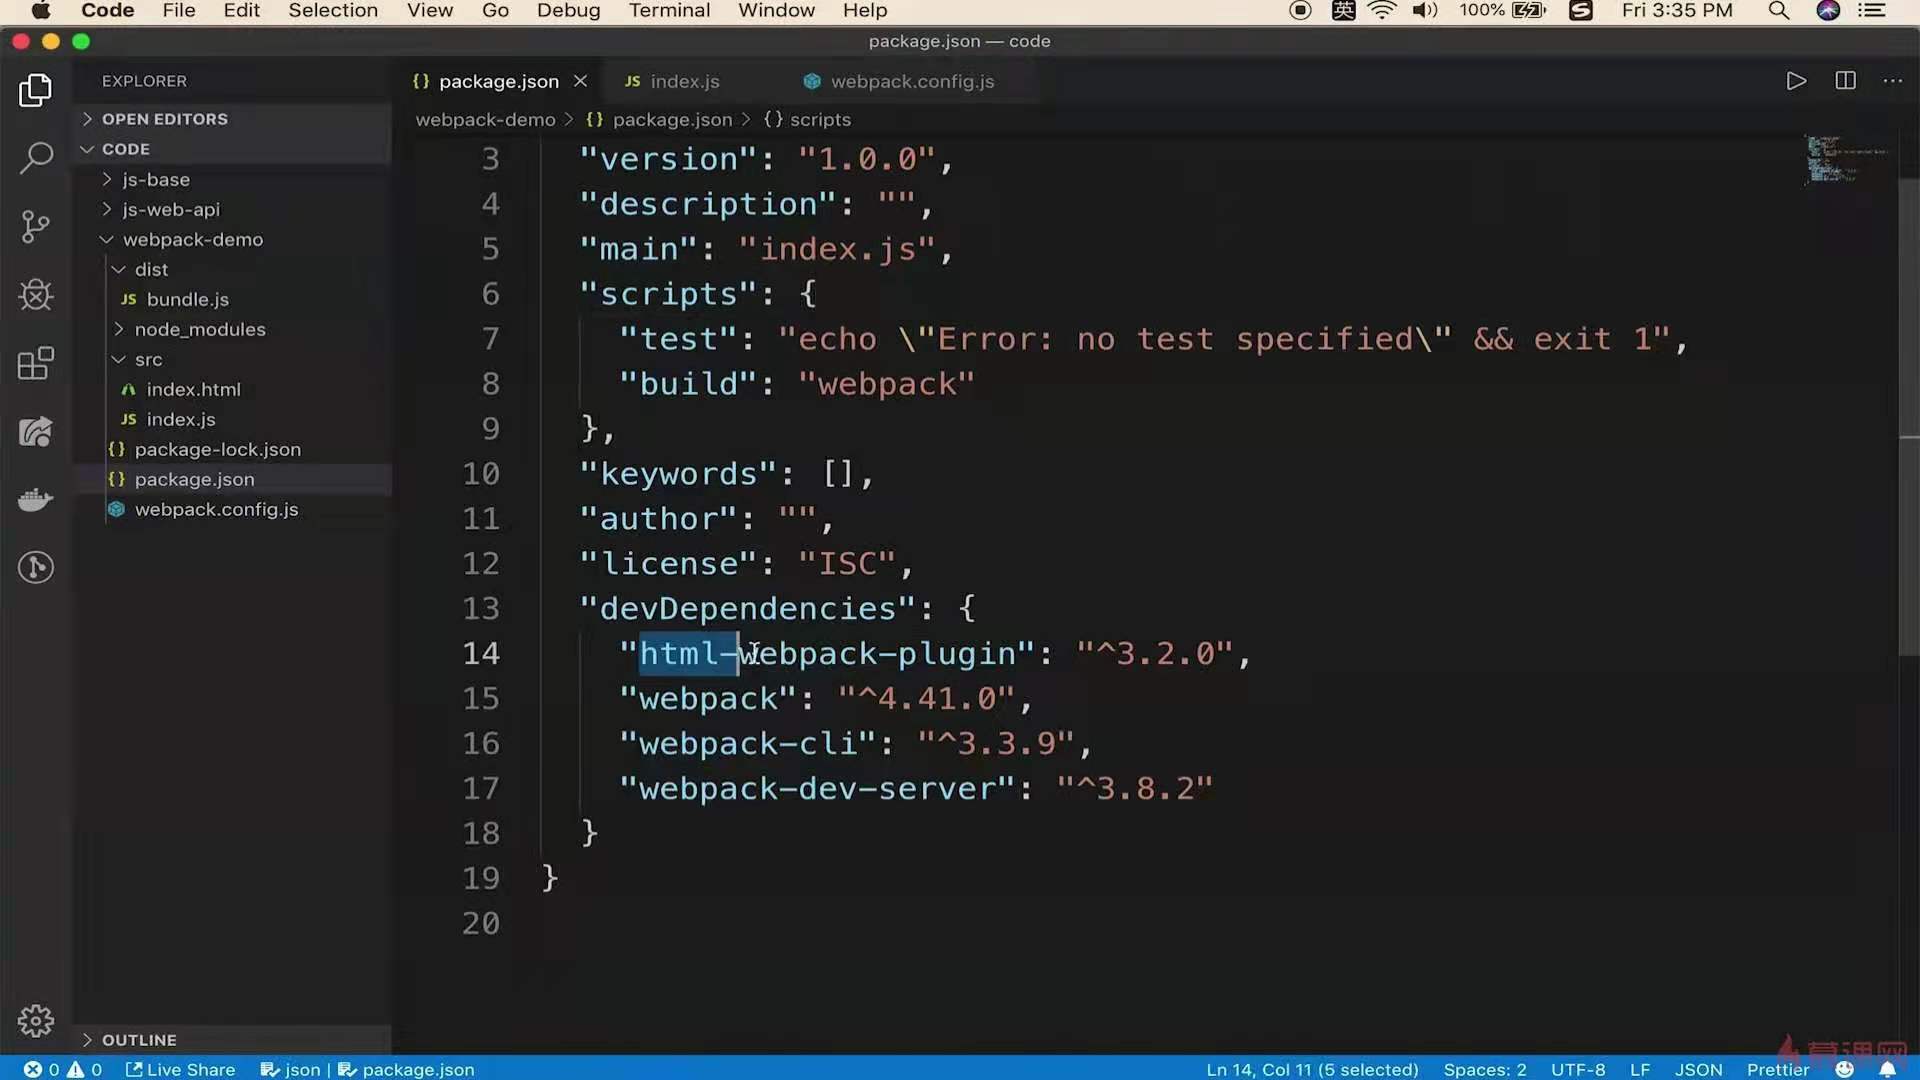 Code File Edit Selection View Go Debug Terminal Window Help 英 100% S Fri 3:35 PM
package.json — code
EXPLORER
OPEN EDITORS
CODE
js-base
js-web-api
webpack-demo
dist
JS bundle.js
node_modules
src
index.html
JS index.js
{} package-lock.json
{} package.json
webpack.config.js
OUTLINE
{} package.json JS index.js webpack.config.js
webpack-demo > {} package.json > {} scripts
3 "version": "1.0.0",
4 "description": "",
5 "main": "index.js",
6 "scripts": {
7 "test": "echo \"Error: no test specified\" && exit 1",
8 "build": "webpack"
9 },
10 "keywords": [],
11 "author": "",
12 "license": "ISC",
13 "devDependencies": {
14 "html-webpack-plugin": "^3.2.0",
15 "webpack": "^4.41.0",
16 "webpack-cli": "^3.3.9",
17 "webpack-dev-server": "^3.8.2"
18 }
19 }
20
慕课网
0 0 Live Share json | package.json Ln 14, Col 11 (5 selected) Spaces: 2 UTF-8 LF JSON Prettier